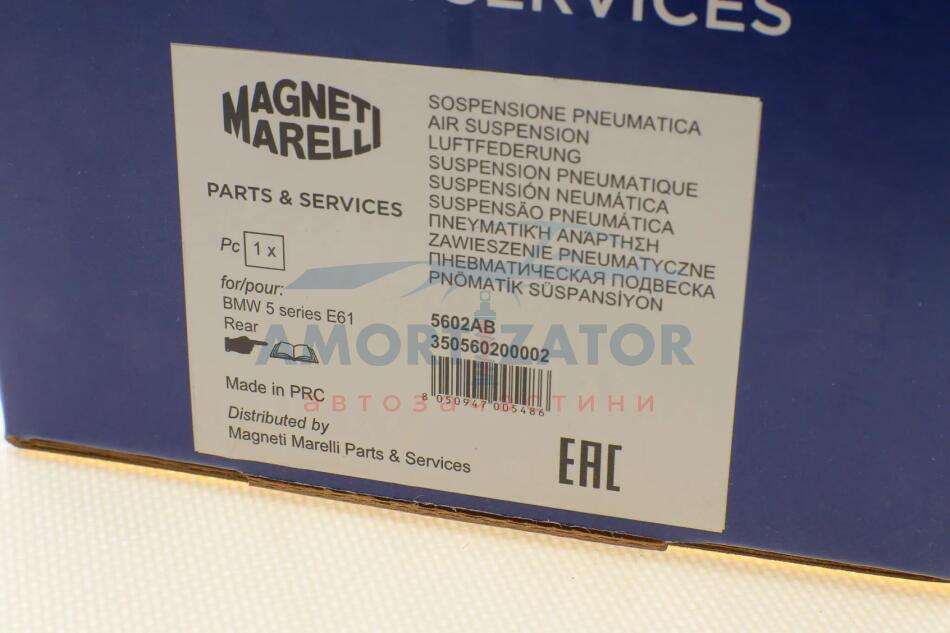 SERVICES
MAGNETI
MARELLI
PARTS & SERVICES
Pc 1 x
for/pour:
BMW 5 series E61
Rear
Made in PRC
Distributed by
Magneti Marelli Parts & Services
SOSPENSIONE PNEUMATICA
AIR SUSPENSION
LUFTFEDERUNG
SUSPENSION PNEUMATIQUE
SUSPENSIÓN NEUMÁTICA
SUSPENSÃO PNEUMÁTICA
ΠΝΕΥΜΑΤΙΚΉ ΑΝΆΡΤΗΣΗ
ZAWIESZENIE PNEUMATYCZNE
ПНЕВМАТИЧЕСКАЯ ПОДВЕСКА
PNÖMATİK SÜSPANSİYON
5602AB
350560200002
8 050947 005486
EAC
AMORTIZATOR
автозапчастини